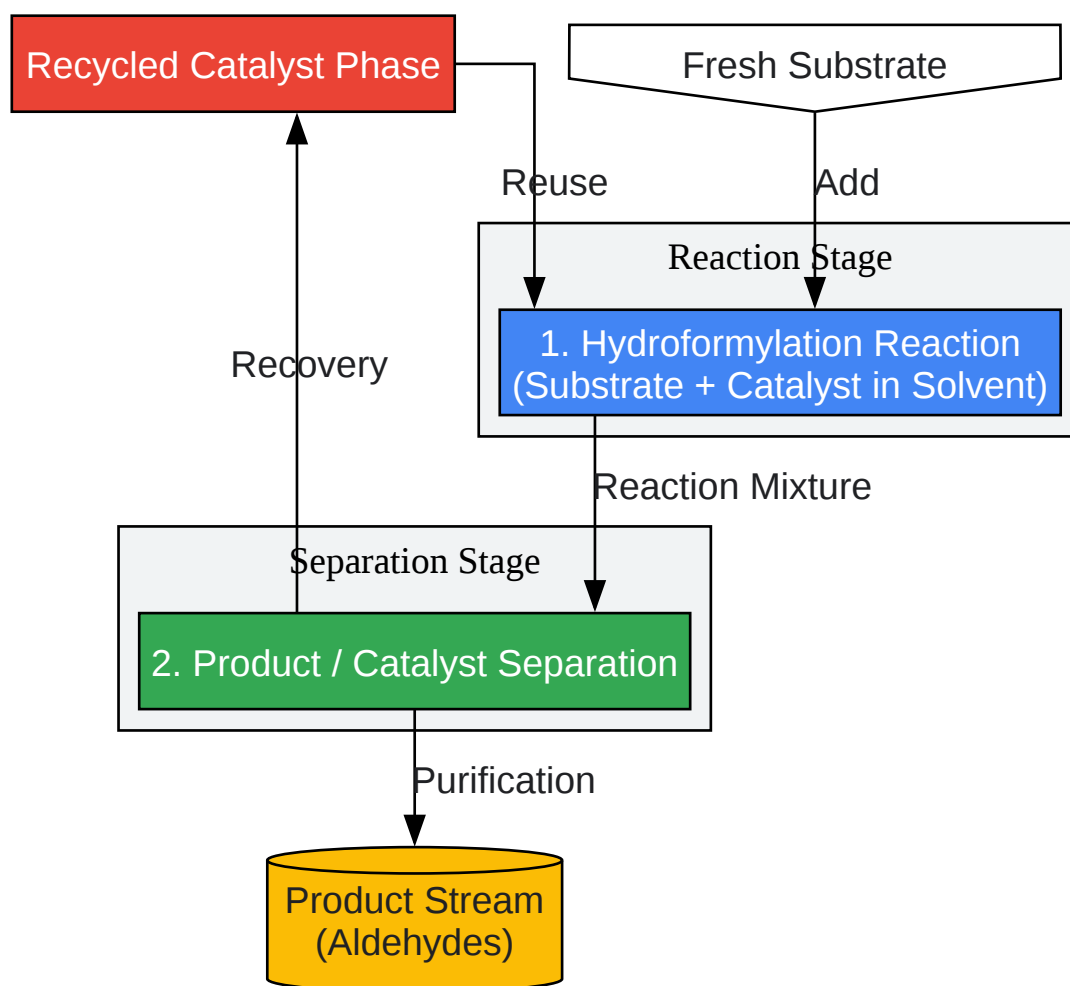 Recycled Catalyst Phase
Fresh Substrate
Reuse
Add
Reaction Stage
1. Hydroformylation Reaction
(Substrate + Catalyst in Solvent)
Recovery
Reaction Mixture
Separation Stage
2. Product / Catalyst Separation
Purification
Product Stream
(Aldehydes)